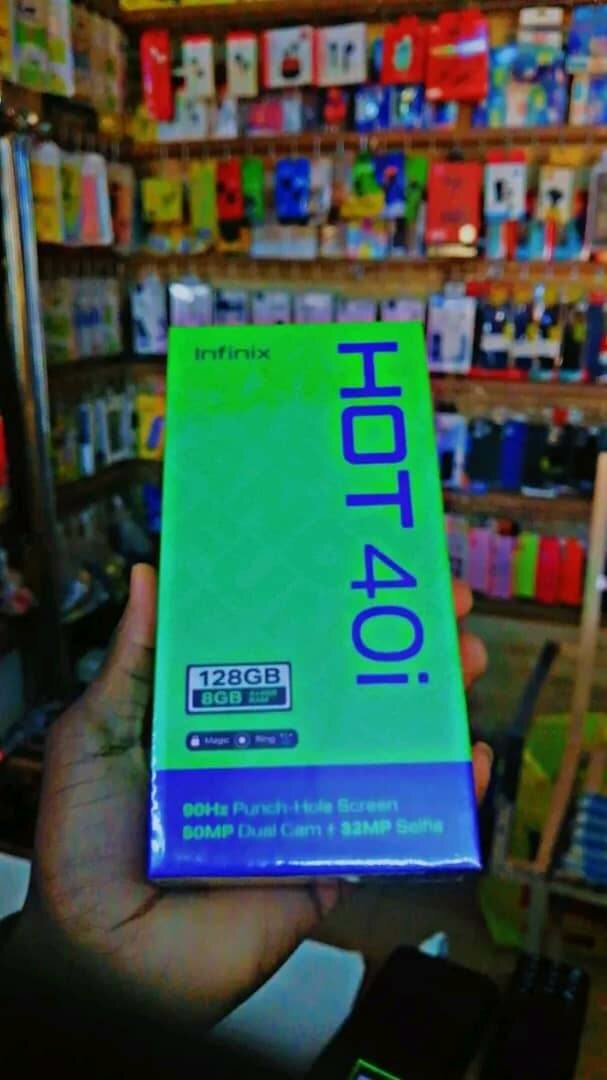 Infinix
HOT 40i
128GB
8GB
Magic Ring
90Hz Punch-Hole Screen
50MP Dual Cam + 32MP Selfie